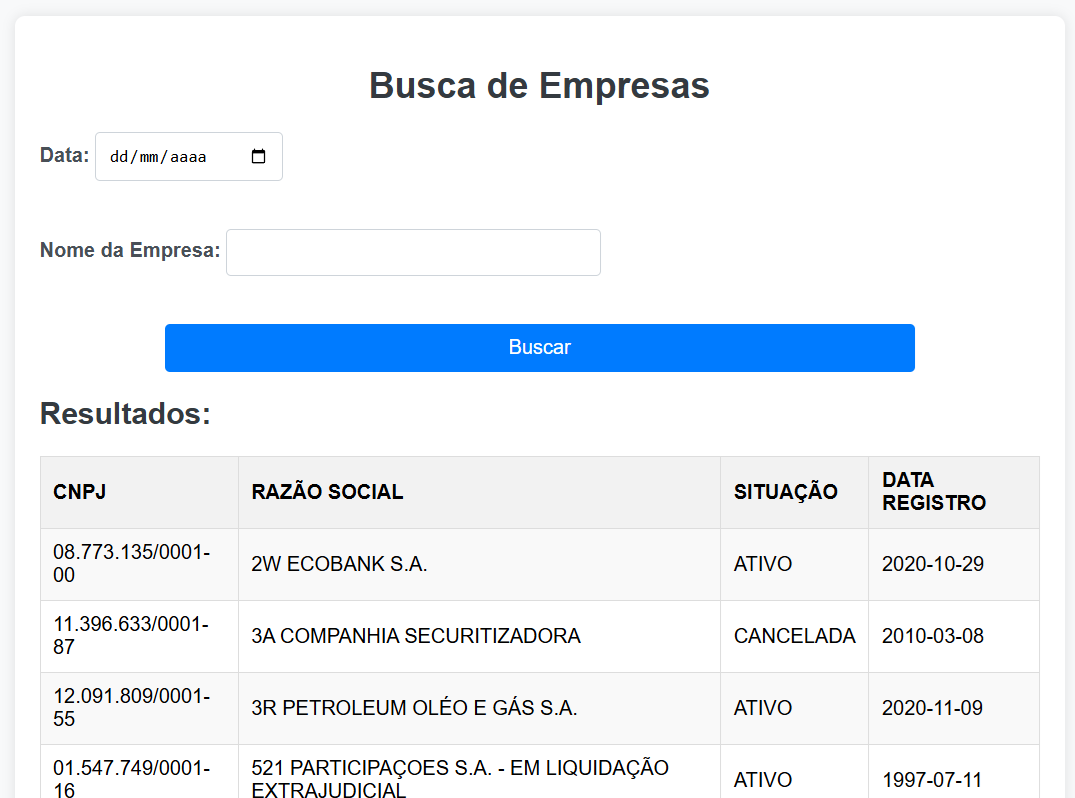 Busca de Empresas
Data: dd/mm/aaaa
Nome da Empresa:
Buscar
Resultados:
CNPJ RAZÃO SOCIAL SITUAÇÃO DATA REGISTRO
08.773.135/0001-00 2W ECOBANK S.A. ATIVO 2020-10-29
11.396.633/0001-87 3A COMPANHIA SECURITIZADORA CANCELADA 2010-03-08
12.091.809/0001-55 3R PETROLEUM OLÉO E GÁS S.A. ATIVO 2020-11-09
01.547.749/0001-16 521 PARTICIPAÇOES S.A. - EM LIQUIDAÇÃO EXTRAJUDICIAL ATIVO 1997-07-11